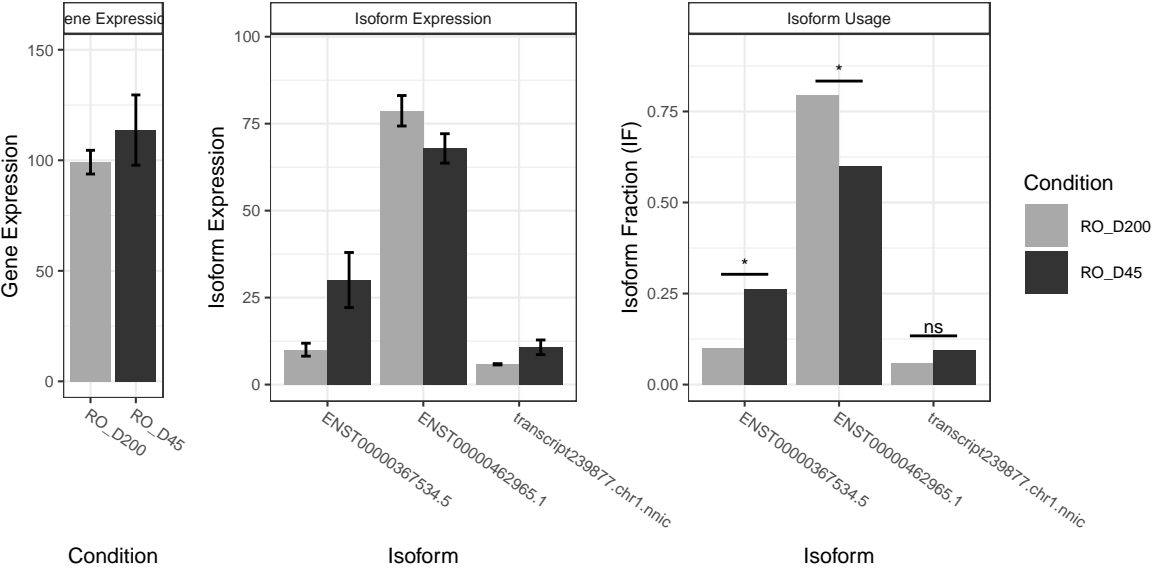 ene Expressio
Gene Expression
150
100
50
0
RO_D200
RO_D45
Condition
Isoform Expression
Isoform Expression
100
75
50
25
0
ENST00000367534.5
ENST00000462965.1
transcript239877.chr1.nnic
Isoform
Isoform Usage
Isoform Fraction (IF)
0.75
0.50
0.25
0.00
*
*
ns
ENST00000367534.5
ENST00000462965.1
transcript239877.chr1.nnic
Isoform
Condition
RO_D200
RO_D45